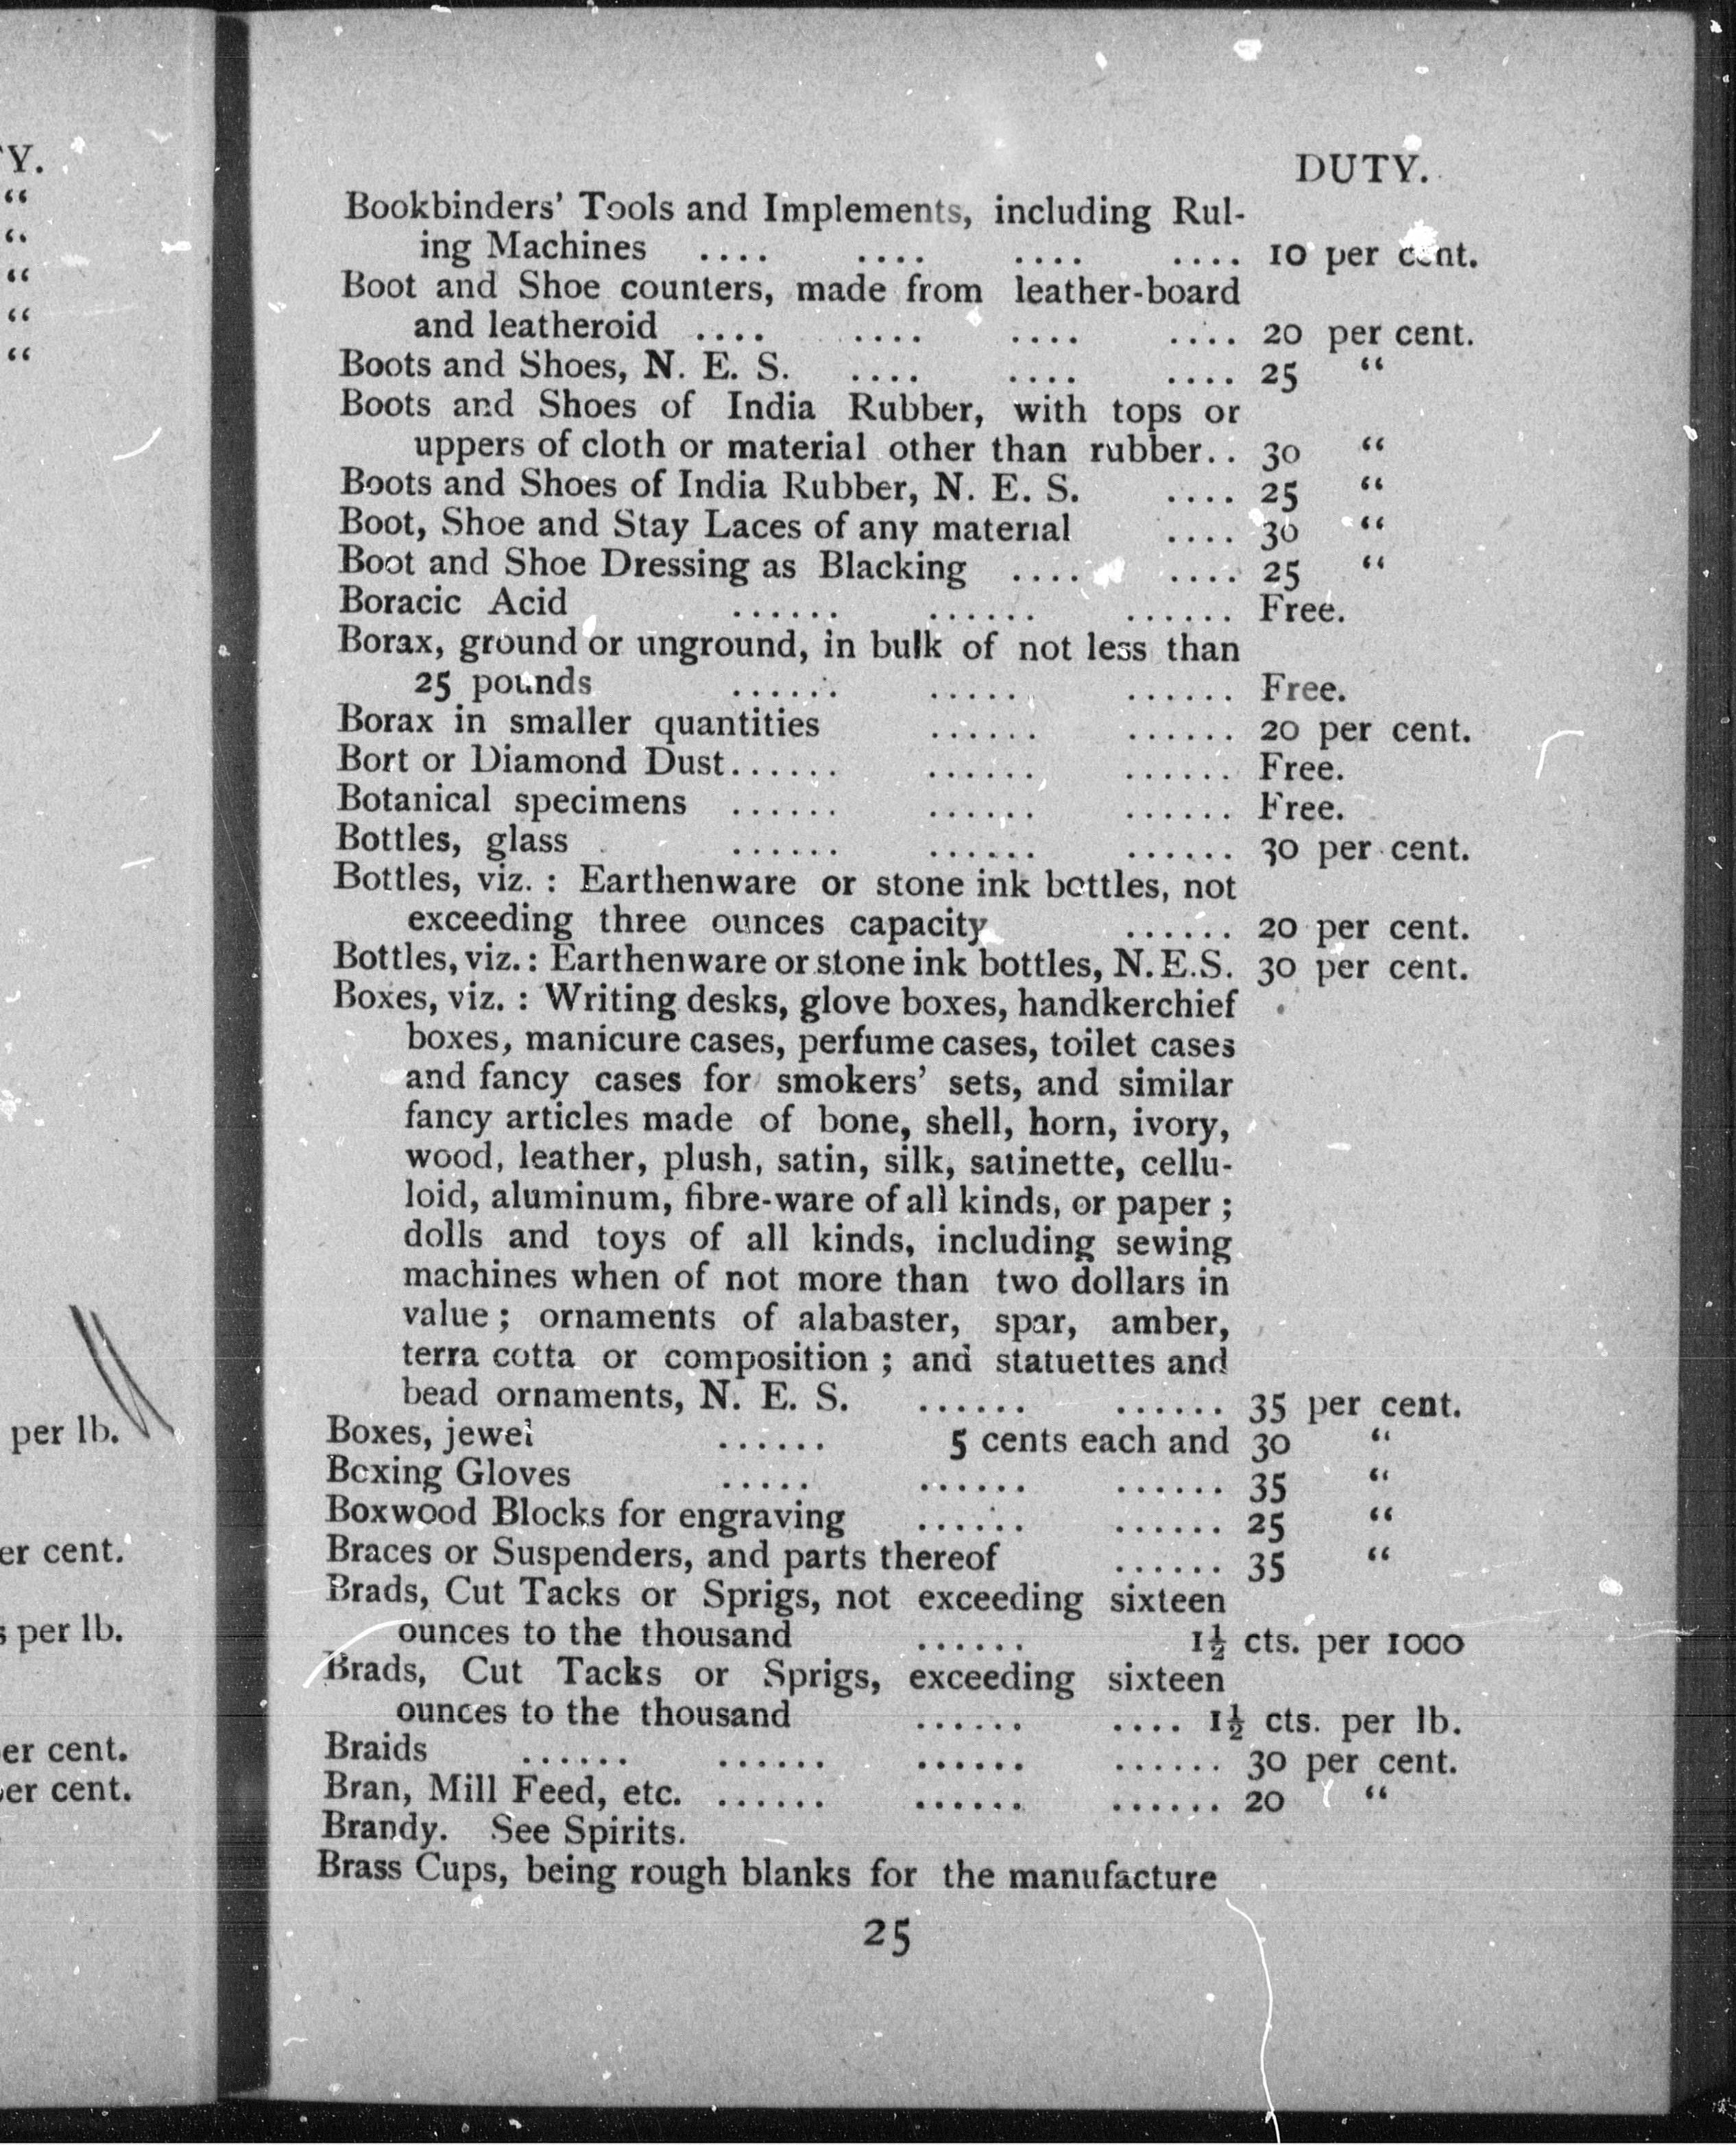 Y.
“
“
“
“
“
per lb.
er cent.
s per lb.
er cent.
er cent.
DUTY.
Bookbinders’ Tools and Implements, including Rul-
ing Machines .... .... .... .... 10 per cent.
Boot and Shoe counters, made from leather-board
and leatheroid .... .... .... .... 20 per cent.
Boots and Shoes, N. E. S. .... .... .... 25 “
Boots and Shoes of India Rubber, with tops or
uppers of cloth or material other than rubber.. 30 “
Boots and Shoes of India Rubber, N. E. S. .... 25 “
Boot, Shoe and Stay Laces of any material .... 30 “
Boot and Shoe Dressing as Blacking .... .... 25 “
Boracic Acid ...... ...... ...... Free.
Borax, ground or unground, in bulk of not less than
25 pounds ...... ...... ...... Free.
Borax in smaller quantities ...... ...... 20 per cent.
Bort or Diamond Dust...... ...... ...... Free.
Botanical specimens ...... ...... ...... Free.
Bottles, glass ...... ...... ...... 30 per cent.
Bottles, viz. : Earthenware or stone ink bottles, not
exceeding three ounces capacity ...... 20 per cent.
Bottles, viz. : Earthenware or stone ink bottles, N.E.S. 30 per cent.
Boxes, viz. : Writing desks, glove boxes, handkerchief
boxes, manicure cases, perfume cases, toilet cases
and fancy cases for smokers’ sets, and similar
fancy articles made of bone, shell, horn, ivory,
wood, leather, plush, satin, silk, satinette, cellu-
loid, aluminum, fibre-ware of all kinds, or paper ;
dolls and toys of all kinds, including sewing
machines when of not more than two dollars in
value ; ornaments of alabaster, spar, amber,
terra cotta or composition ; and statuettes and
bead ornaments, N. E. S. ...... ...... 35 per cent.
Boxes, jewel ...... 5 cents each and 30 “
Boxing Gloves ..... ...... ...... 35 “
Boxwood Blocks for engraving ...... ...... 25 “
Braces or Suspenders, and parts thereof ...... 35 “
Brads, Cut Tacks or Sprigs, not exceeding sixteen
ounces to the thousand ...... 1½ cts. per 1000
Brads, Cut Tacks or Sprigs, exceeding sixteen
ounces to the thousand ...... .... 1½ cts. per lb.
Braids ...... ...... ...... ...... 30 per cent.
Bran, Mill Feed, etc. ...... ...... ...... 20 “
Brandy. See Spirits.
Brass Cups, being rough blanks for the manufacture
25